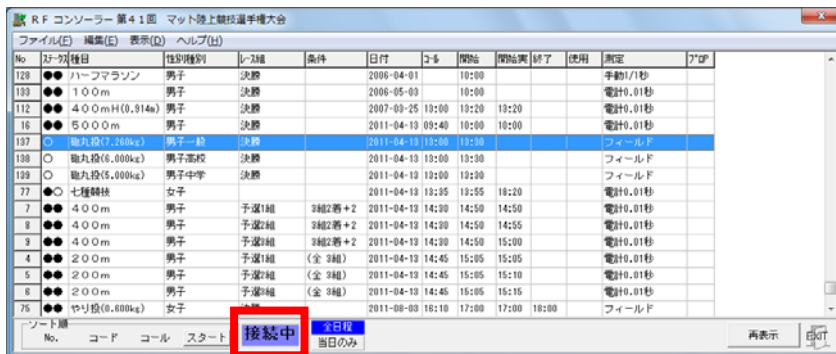 RF コンソーラー 第41回 マット陸上競技選手権大会
ファイル(F) 編集(E) 表示(D) ヘルプ(H)
No ｽﾃｰﾀｽ 種目 性別種別 ﾚｰｽ/組 条件 日付 ｺｰﾙ 開始 開始実 終了 使用 測定 ﾌﾟﾛｸﾞ
128 ●● ハーフマラソン 男子 決勝 2006-04-01 10:00 手動1/1秒
133 ●● 100m 男子 決勝 2006-05-03 10:00 電計0.01秒
112 ●● 400mH(0.914m) 男子 決勝 2007-03-25 13:00 13:20 13:20 電計0.01秒
16 ●● 5000m 男子 決勝 2011-04-13 09:40 10:00 10:00 電計0.01秒
137 ○ 砲丸投(7.260kg) 男子一般 決勝 2011-04-13 13:00 13:30 フィールド
138 ○ 砲丸投(6.000kg) 男子高校 決勝 2011-04-13 13:00 13:30 フィールド
139 ○ 砲丸投(5.000kg) 男子中学 決勝 2011-04-13 13:00 13:30 フィールド
77 ●○ 七種競技 女子 2011-04-13 13:35 13:55 18:20 電計0.01秒
7 ●● 400m 男子 予選1組 3組2着+2 2011-04-13 14:30 14:50 14:50 電計0.01秒
8 ●● 400m 男子 予選2組 3組2着+2 2011-04-13 14:30 14:50 14:55 電計0.01秒
9 ●● 400m 男子 予選3組 3組2着+2 2011-04-13 14:30 14:50 15:00 電計0.01秒
4 ●● 200m 男子 予選1組 (全 3組) 2011-04-13 14:45 15:05 15:05 電計0.01秒
5 ●● 200m 男子 予選2組 (全 3組) 2011-04-13 14:45 15:05 15:10 電計0.01秒
6 ●● 200m 男子 予選3組 (全 3組) 2011-04-13 14:45 15:05 15:15 電計0.01秒
75 ●● やり投(0.600kg) 女子 2011-08-03 16:10 17:00 17:00 18:00 フィールド
ソート順
No. コード コール スタート 接続中 全日程 再表示 EXIT
当日のみ